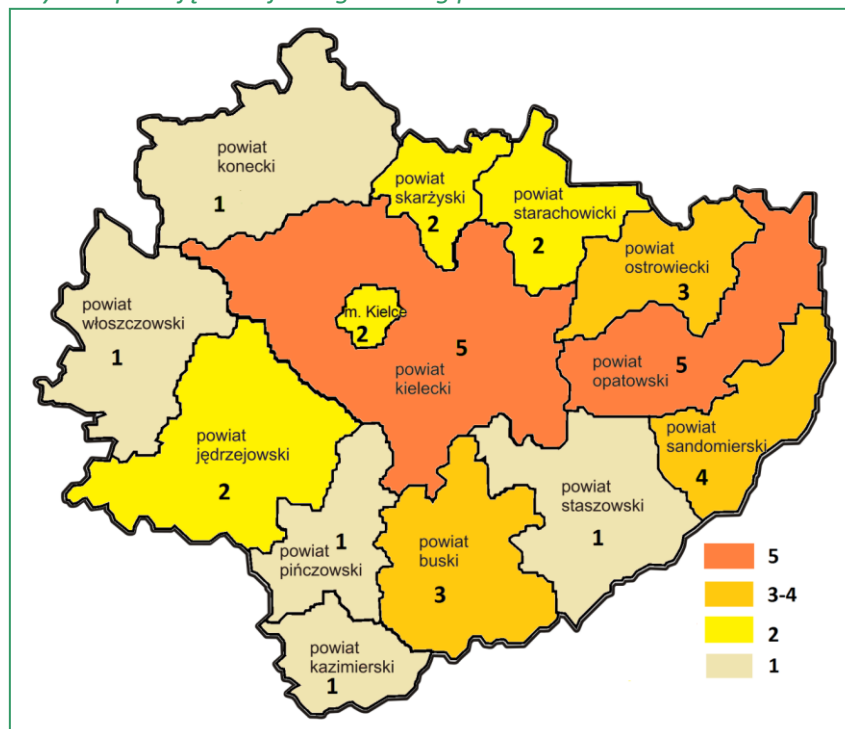 powiat
konecki
1
powiat
skarżyski
2
powiat
starachowicki
2
powiat
ostrowiecki
3
powiat
włoszczowski
1
m. Kielce
2
powiat
kielecki
5
powiat
opatowski
5
powiat
sandomierski
4
powiat
jędrzejowski
2
powiat
pińczowski
1
powiat
buski
3
powiat
staszowski
1
powiat
kazimierski
1
5
3-4
2
1